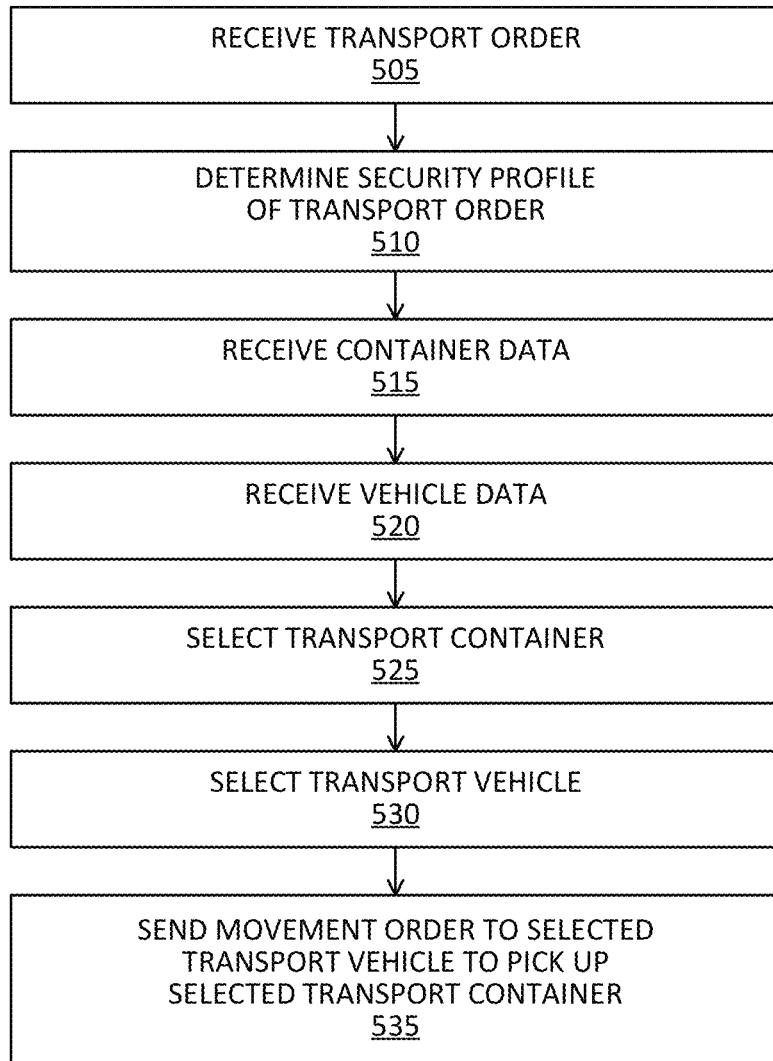 RECEIVE TRANSPORT ORDER
505
DETERMINE SECURITY PROFILE
OF TRANSPORT ORDER
510
RECEIVE CONTAINER DATA
515
RECEIVE VEHICLE DATA
520
SELECT TRANSPORT CONTAINER
525
SELECT TRANSPORT VEHICLE
530
SEND MOVEMENT ORDER TO SELECTED
TRANSPORT VEHICLE TO PICK UP
SELECTED TRANSPORT CONTAINER
535